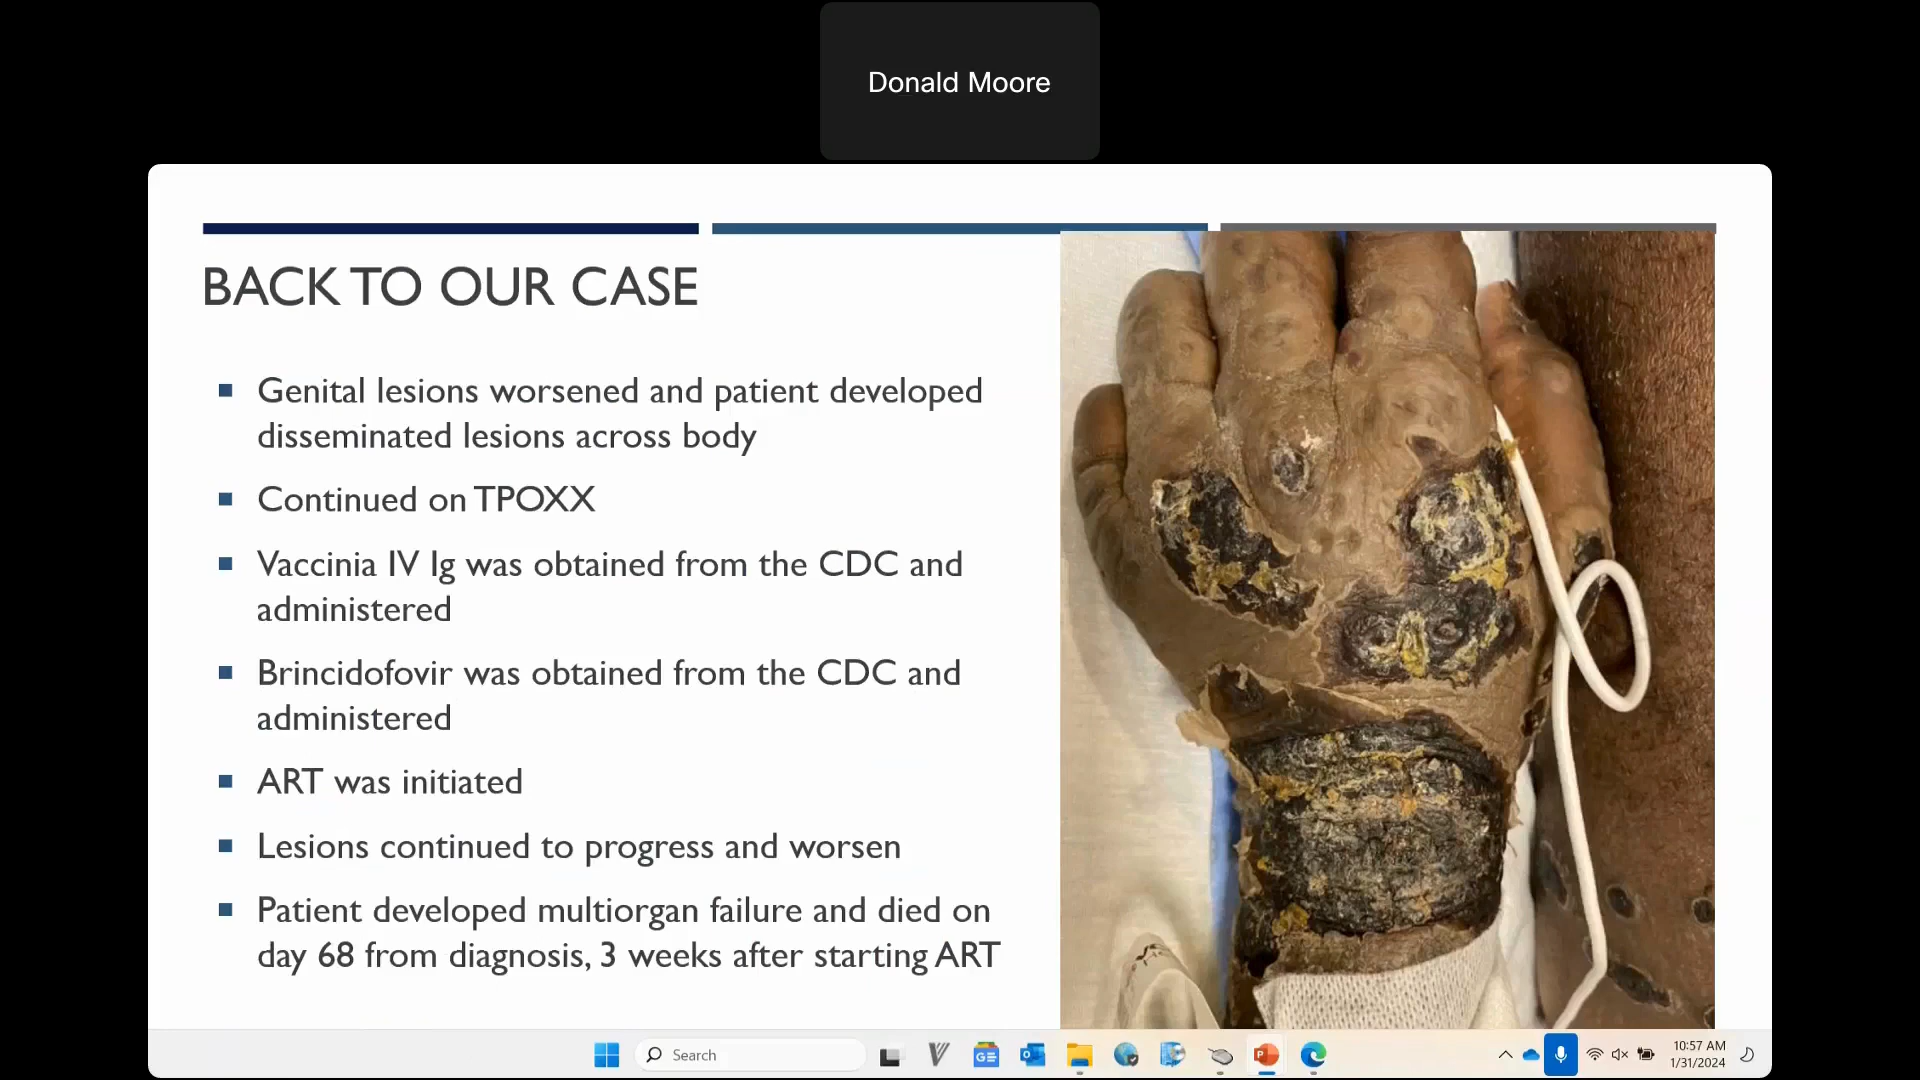 Donald Moore
BACK TO OUR CASE
Genital lesions worsened and patient developed
disseminated lesions across body
Continued on TPOXX
Vaccinia IV Ig was obtained from the CDC and
administered
Brincidofovir was obtained from the CDC and
administered
ART was initiated
Lesions continued to progress and worsen
Patient developed multiorgan failure and died on
day 68 from diagnosis, 3 weeks after starting ART
Search
10:57 AM
1/31/2024